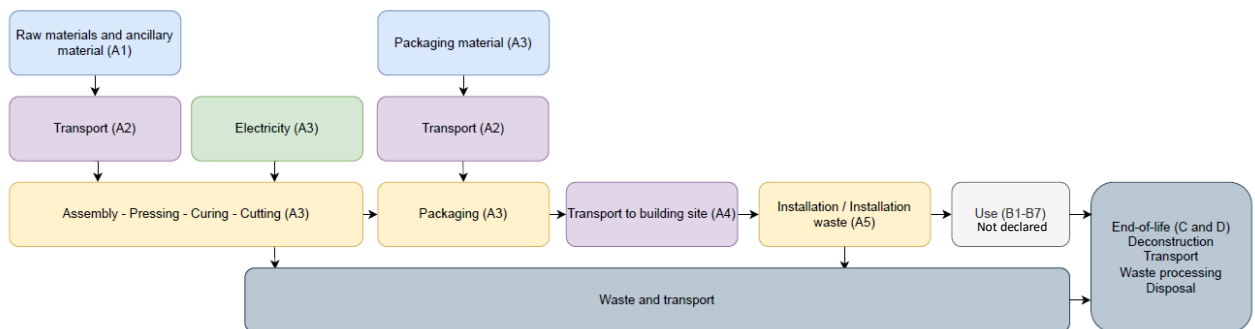 Raw materials and ancillary
material (A1)
Packaging material (A3)
Transport (A2)
Electricity (A3)
Transport (A2)
Assembly - Pressing - Curing - Cutting (A3)
Packaging (A3)
Transport to building site (A4)
Installation / Installation
waste (A5)
Use (B1-B7)
Not declared
End-of-life (C and D)
Deconstruction
Transport
Waste processing
Disposal
Waste and transport